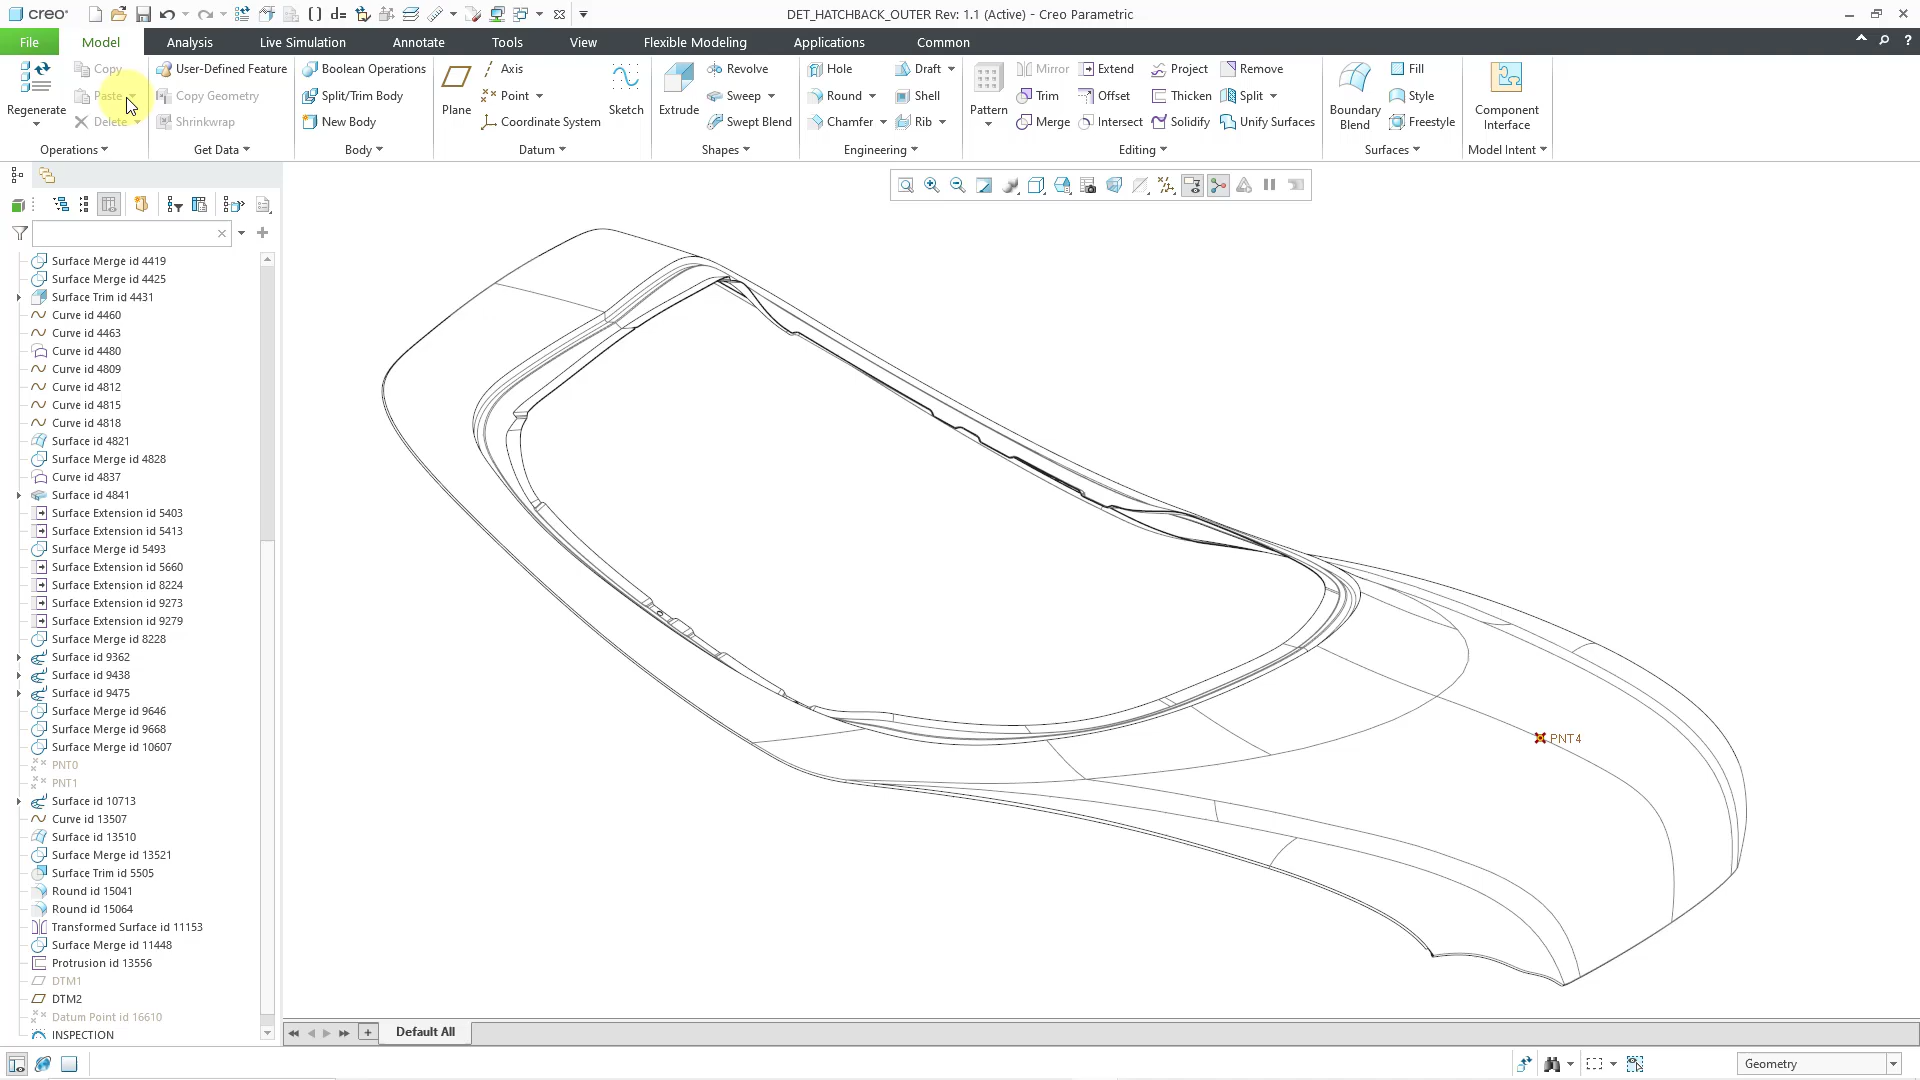 creo
DET_HATCHBACK_OUTER Rev: 1.1 (Active) - Creo Parametric
File Model Analysis Live Simulation Annotate Tools View Flexible Modeling Applications Common
Copy User-Defined Feature Boolean Operations Axis Revolve Hole Draft Mirror Extend Project Remove Fill
Paste Copy Geometry Split/Trim Body Point Sweep Round Shell Trim Offset Thicken Split Style
Regenerate Plane Sketch Extrude Pattern Boundary Blend Component Interface
Delete Shrinkwrap New Body Coordinate System Swept Blend Chamfer Rib Merge Intersect Solidify Unify Surfaces Freestyle
Operations Get Data Body Datum Shapes Engineering Editing Surfaces Model Intent
Surface Merge id 4419
Surface Merge id 4425
Surface Trim id 4431
Curve id 4460
Curve id 4463
Curve id 4480
Curve id 4809
Curve id 4812
Curve id 4815
Curve id 4818
Surface id 4821
Surface Merge id 4828
Curve id 4837
Surface id 4841
Surface Extension id 5403
Surface Extension id 5413
Surface Merge id 5493
Surface Extension id 5660
Surface Extension id 8224
Surface Extension id 9273
Surface Extension id 9279
Surface Merge id 8228
Surface id 9362
Surface id 9438
Surface id 9475
Surface Merge id 9646
Surface Merge id 9668
Surface Merge id 10607
PNT0
PNT1
Surface id 10713
Curve id 13507
Surface id 13510
Surface Merge id 13521
Surface Trim id 5505
Round id 15041
Round id 15064
Transformed Surface id 11153
Surface Merge id 11448
Protrusion id 13556
DTM1
DTM2
Datum Point id 16610
INSPECTION
PNT4
Default All
Geometry